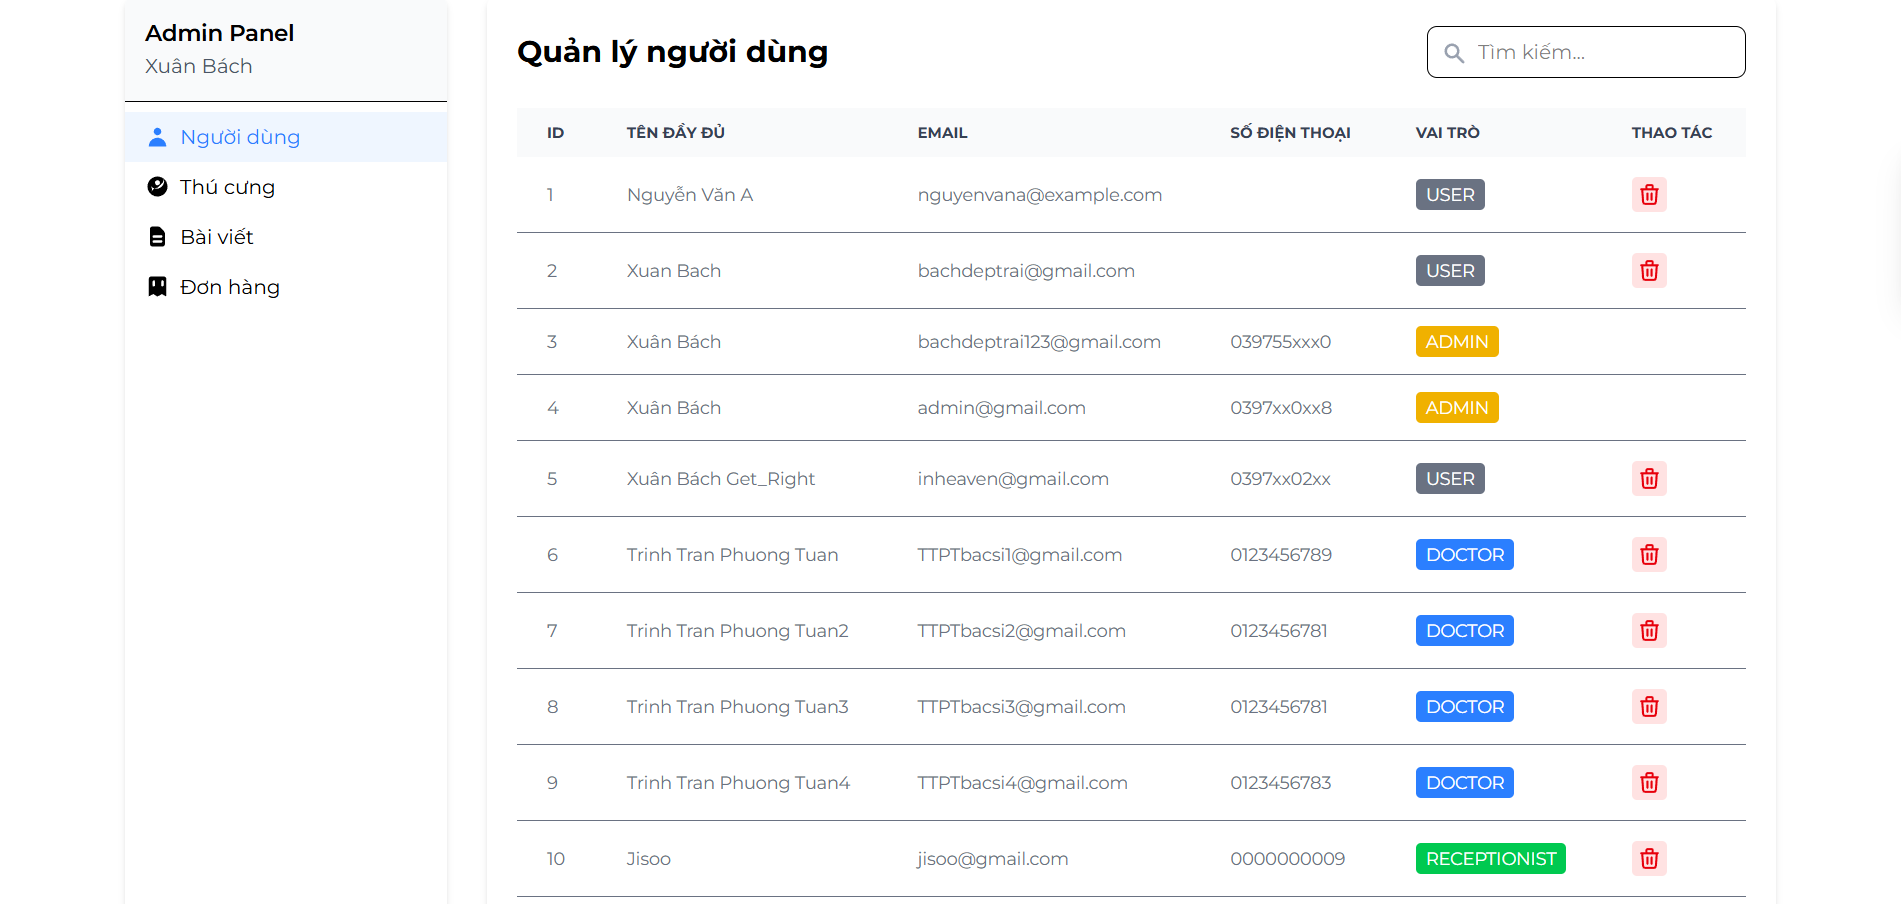 Admin Panel
Xuân Bách
Người dùng
Thú cưng
Bài viết
Đơn hàng
Quản lý người dùng
Tìm kiếm...
ID TÊN ĐẦY ĐỦ EMAIL SỐ ĐIỆN THOẠI VAI TRÒ THAO TÁC
1 Nguyễn Văn A nguyenvana@example.com USER
2 Xuan Bach bachdeptrai@gmail.com USER
3 Xuân Bách bachdeptrai123@gmail.com 039755xxx0 ADMIN
4 Xuân Bách admin@gmail.com 0397xx0xx8 ADMIN
5 Xuân Bách Get_Right inheaven@gmail.com 0397xx02xx USER
6 Trinh Tran Phuong Tuan TTPTbacsi1@gmail.com 0123456789 DOCTOR
7 Trinh Tran Phuong Tuan2 TTPTbacsi2@gmail.com 0123456781 DOCTOR
8 Trinh Tran Phuong Tuan3 TTPTbacsi3@gmail.com 0123456781 DOCTOR
9 Trinh Tran Phuong Tuan4 TTPTbacsi4@gmail.com 0123456783 DOCTOR
10 Jisoo jisoo@gmail.com 0000000009 RECEPTIONIST